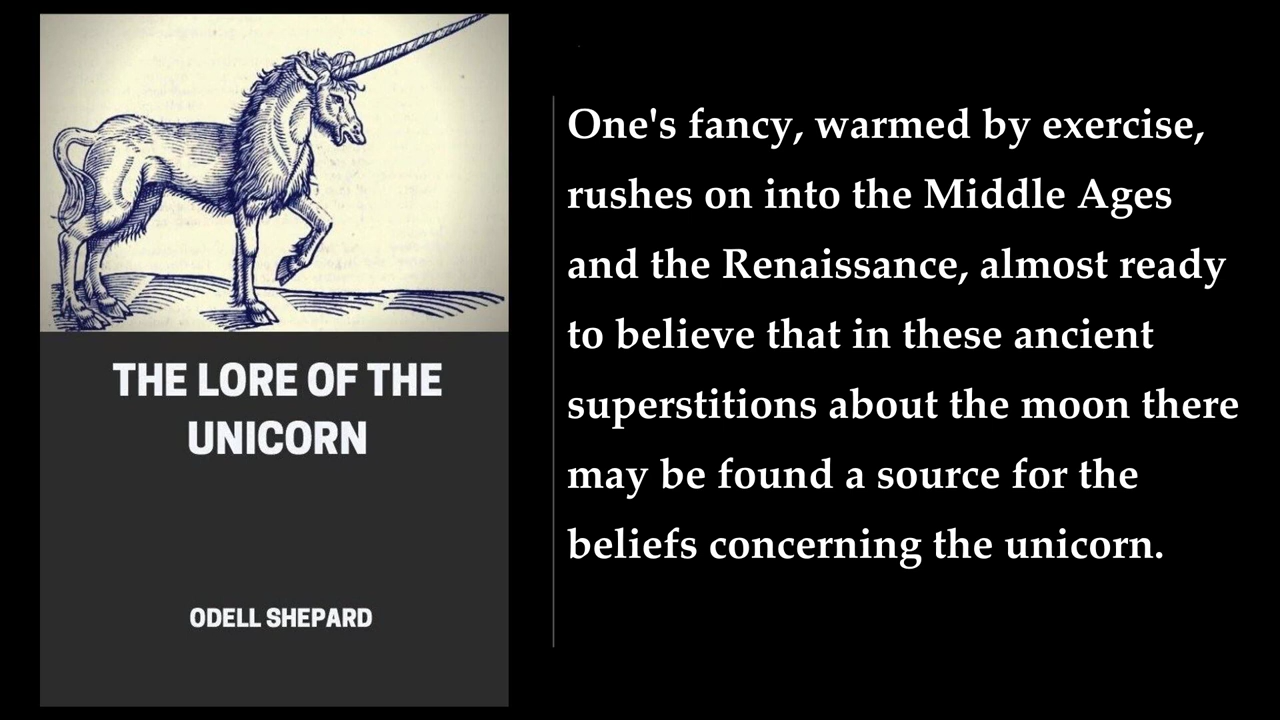 THE LORE OF THE
UNICORN
ODELL SHEPARD
One's fancy, warmed by exercise,
rushes on into the Middle Ages
and the Renaissance, almost ready
to believe that in these ancient
superstitions about the moon there
may be found a source for the
beliefs concerning the unicorn.